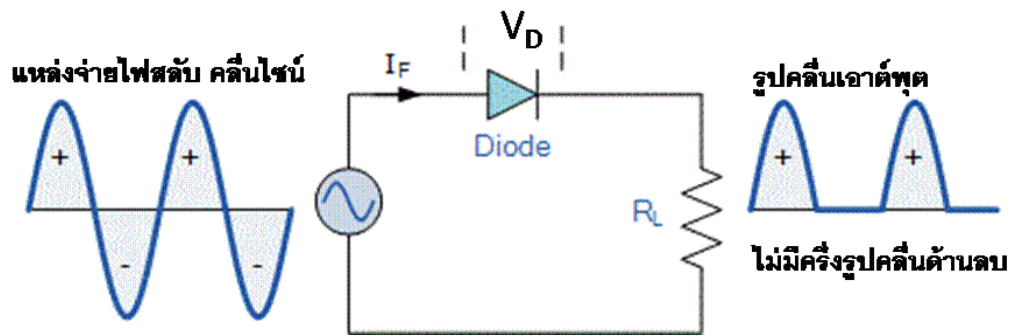 V_D
แหล่งจ่ายไฟสลับ คลื่นไซน์
I_F
รูปคลื่นเอาต์พุต
+
+
Diode
+
+
R_L
-
-
ไม่มีครึ่งรูปคลื่นด้านลบ